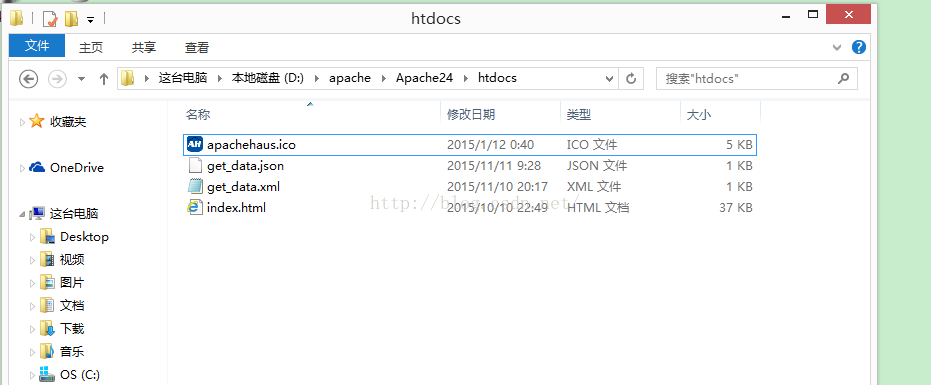 htdocs
文件 主页 共享 查看
这台电脑 本地磁盘 (D:) apache Apache24 htdocs 搜索"htdocs"
名称 修改日期 类型 大小
收藏夹
OneDrive
这台电脑
Desktop
视频
图片
文档
下载
音乐
OS (C:)
AH apachehaus.ico 2015/1/12 0:40 ICO 文件 5 KB
get_data.json 2015/11/11 9:28 JSON 文件 1 KB
get_data.xml 2015/11/10 20:17 XML 文件 1 KB
index.html 2015/10/10 22:49 HTML 文档 37 KB
http://blog.csdn.net/